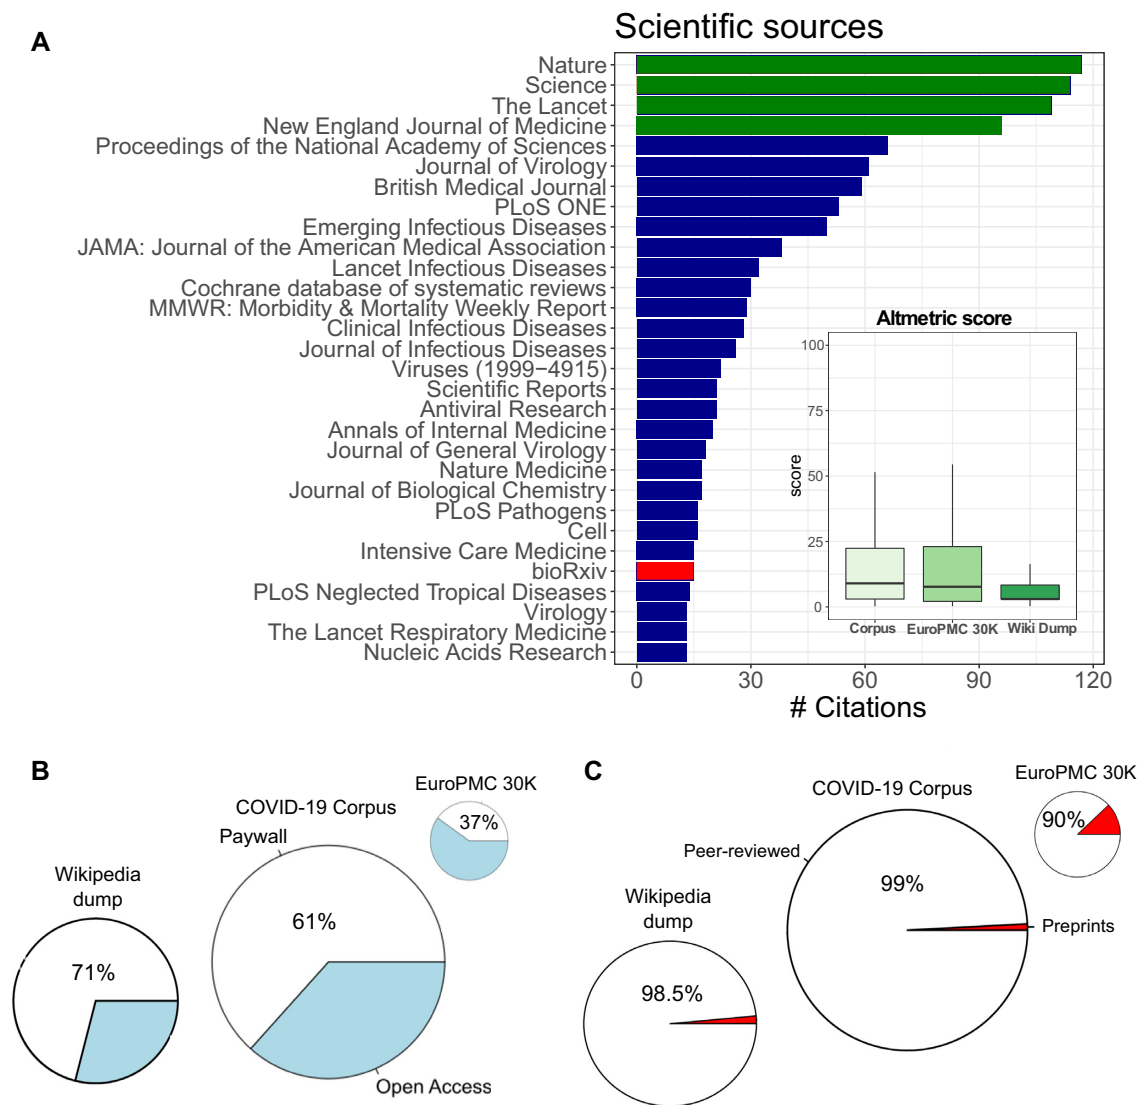 A
Scientific sources
Nature
Science
The Lancet
New England Journal of Medicine
Proceedings of the National Academy of Sciences
Journal of Virology
British Medical Journal
PLoS ONE
Emerging Infectious Diseases
JAMA: Journal of the American Medical Association
Lancet Infectious Diseases
Cochrane database of systematic reviews
MMWR: Morbidity & Mortality Weekly Report
Clinical Infectious Diseases
Journal of Infectious Diseases
Viruses (1999−4915)
Scientific Reports
Antiviral Research
Annals of Internal Medicine
Journal of General Virology
Nature Medicine
Journal of Biological Chemistry
PLoS Pathogens
Cell
Intensive Care Medicine
bioRxiv
PLoS Neglected Tropical Diseases
Virology
The Lancet Respiratory Medicine
Nucleic Acids Research
0 30 60 90 120
# Citations
Altmetric score
100
75
50
25
0
score
Corpus EuroPMC 30K Wiki Dump
B
Wikipedia
dump
71%
COVID-19 Corpus
Paywall
61%
Open Access
EuroPMC 30K
37%
C
Wikipedia
dump
98.5%
COVID-19 Corpus
Peer-reviewed
99%
Preprints
EuroPMC 30K
90%